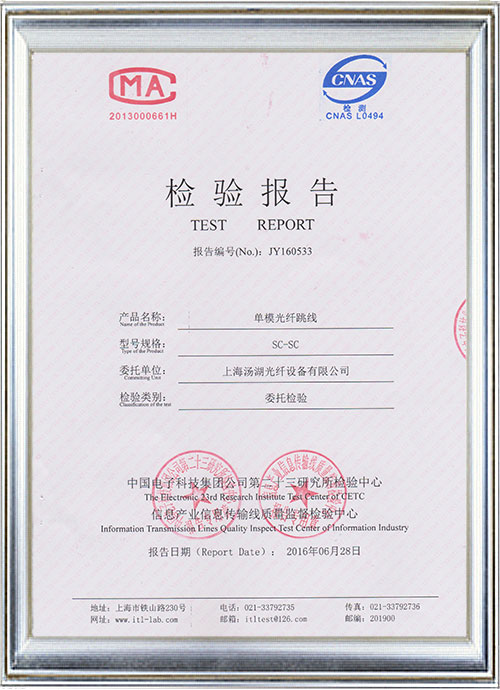 MA
2013000661H
CNAS
检 测
CNAS L0494
检验报告
TEST REPORT
报告编号(No.): JY160533
产品名称: 单模光纤跳线
Name of the Product
型号规格: SC-SC
Type of the Product
委托单位: 上海汤湖光纤设备有限公司
Commisiong Unit
检验类别: 委托检验
Classification of the test
中国电子科技集团公司第二十三研究所检验中心
The Electronic 23rd Research Institute Test Center of CETC
信息产业信息传输线质量监督检验中心
Information Transmission Lines Quality Inspect Test Center of Information Industry
报告日期(Report Date): 2016年06月28日
地址: 上海市铁山路230号 电话: 021-33792735 传真: 021-33792736
网址: www.itl-lab.com 邮箱: itltest@126.com 邮编: 201900